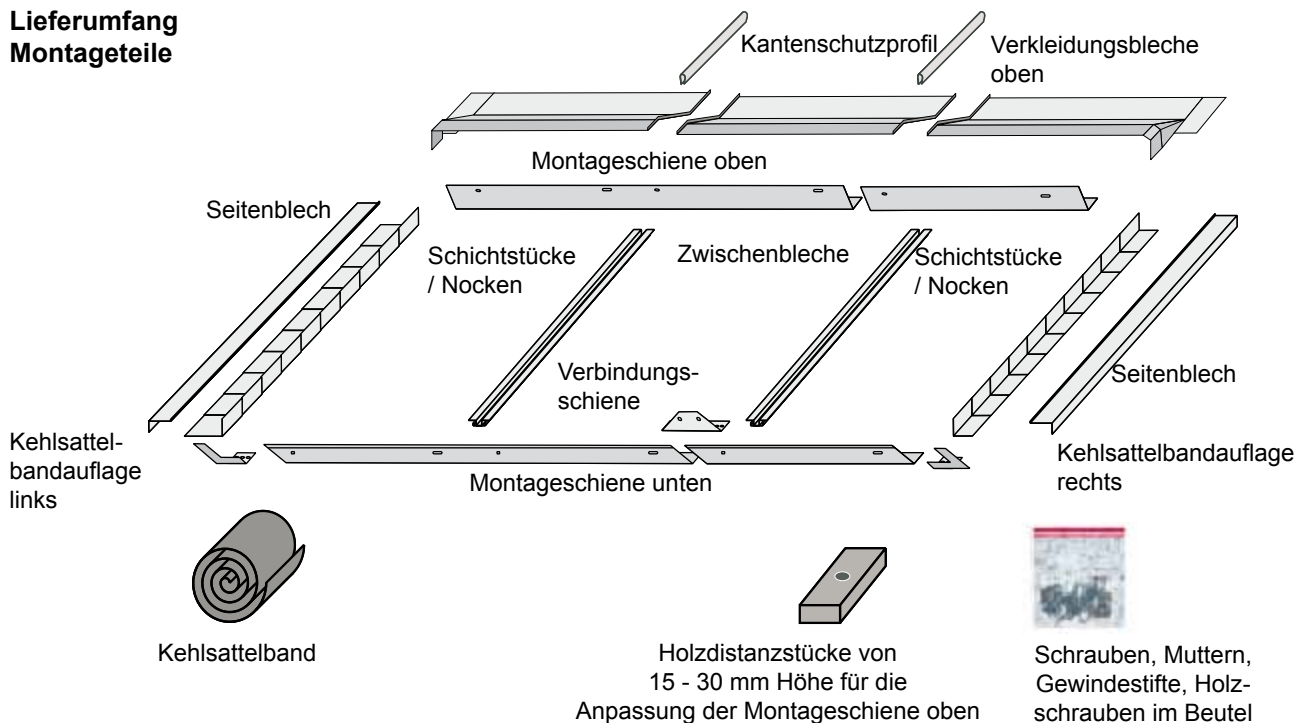 Lieferumfang
Montageteile
Kantenschutzprofil
Verkleidungsbleche
oben
Montageschiene oben
Seitenblech
Schichtstücke
/ Nocken
Zwischenbleche
Schichtstücke
/ Nocken
Verbindungs-
schiene
Seitenblech
Kehlsattel-
bandauflage
links
Montageschiene unten
Kehlsattelbandauflage
rechts
Kehlsattelband
Holzdistanzstücke von
15 - 30 mm Höhe für die
Anpassung der Montageschiene oben
Schrauben, Muttern,
Gewindestifte, Holz-
schrauben im Beutel